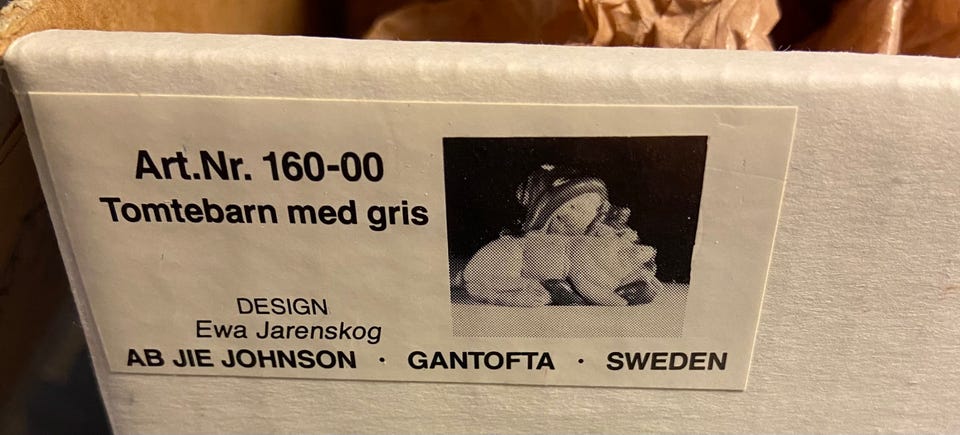 Art.Nr. 160-00
Tomtebarn med gris
DESIGN
Ewa Jarenskog
AB JIE JOHNSON · GANTOFTA · SWEDEN